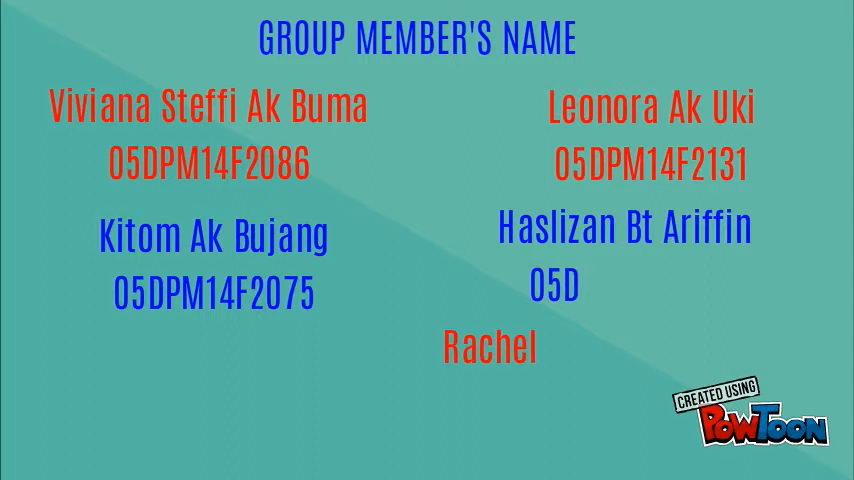 GROUP MEMBER'S NAME
Viviana Steffi Ak Buma
05DPM14F2086
Leonora Ak Uki
05DPM14F2131
Kitom Ak Bujang
05DPM14F2075
Haslizan Bt Ariffin
05D
Rachel
CREATED USING
POWTOON